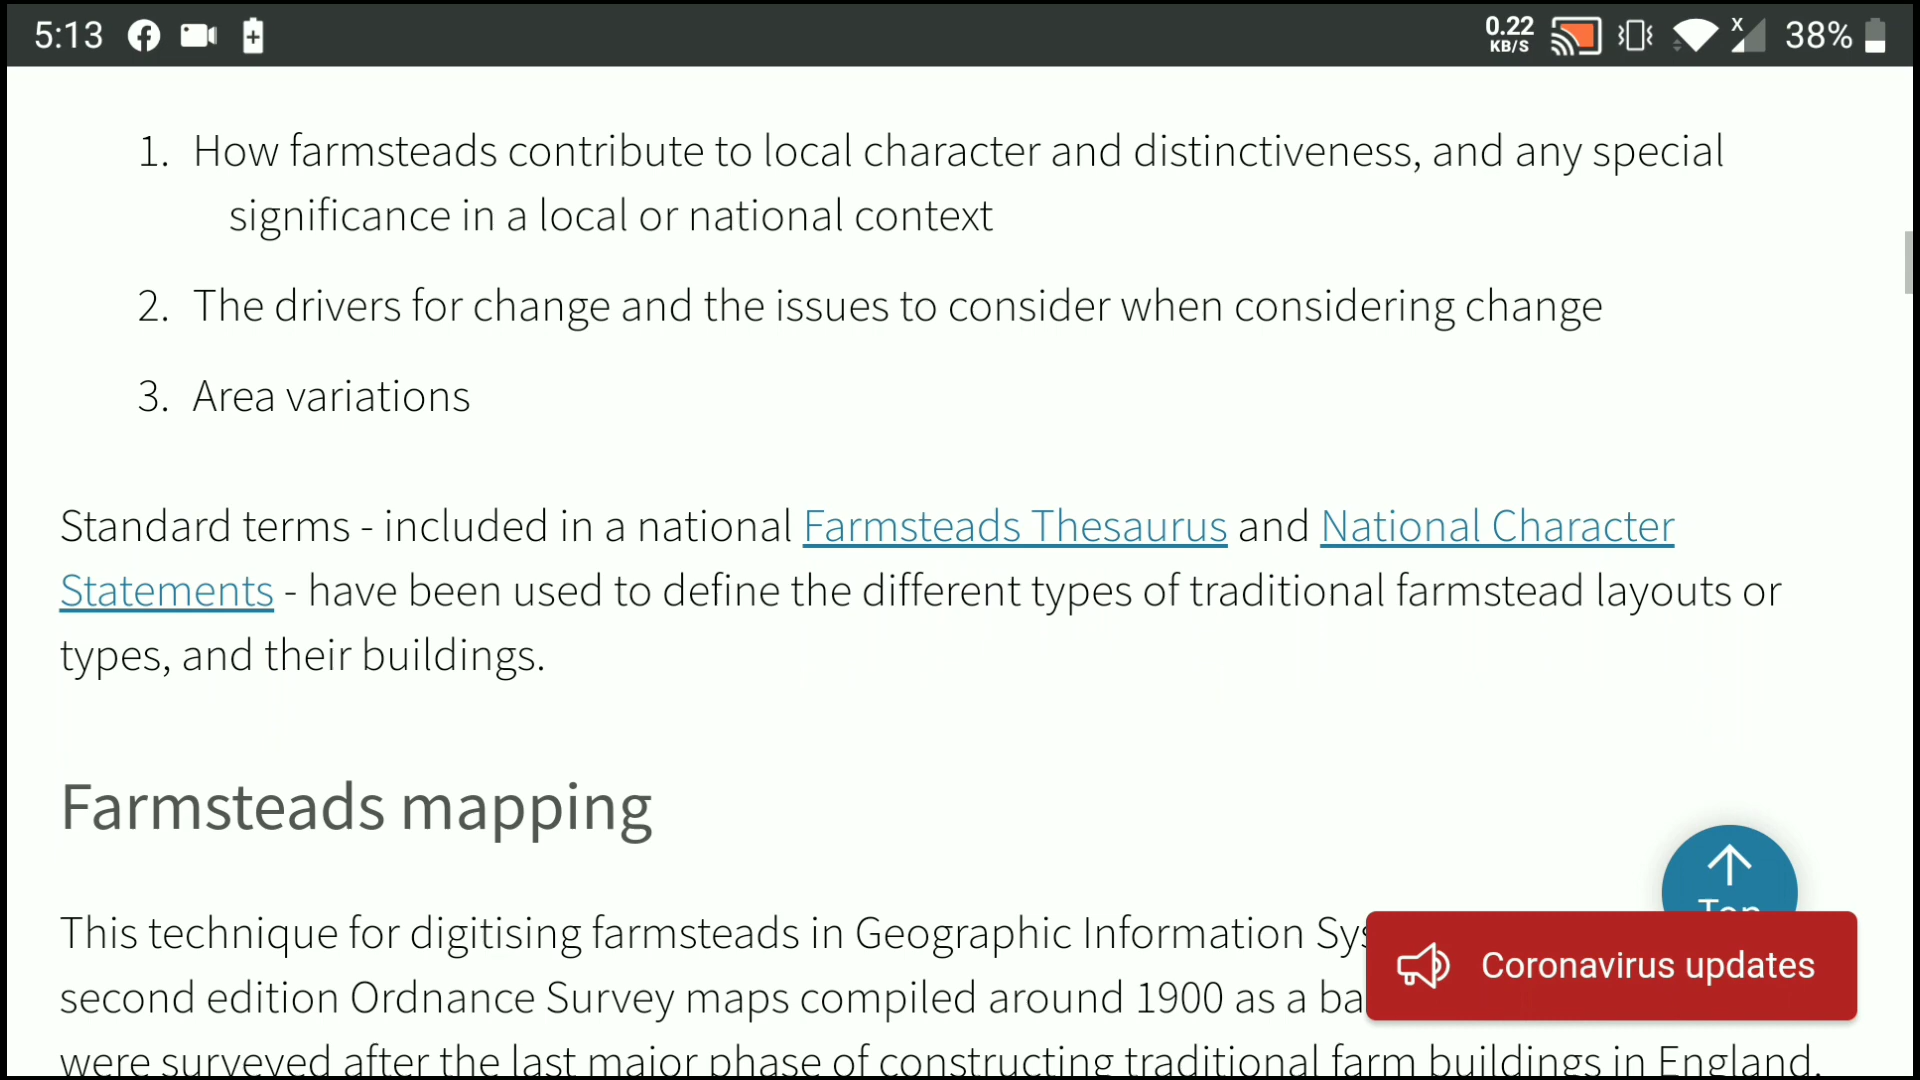 5:13
0.22
KB/S
X
38%
1. How farmsteads contribute to local character and distinctiveness, and any special
significance in a local or national context
2. The drivers for change and the issues to consider when considering change
3. Area variations
Standard terms - included in a national Farmsteads Thesaurus and National Character
Statements - have been used to define the different types of traditional farmstead layouts or
types, and their buildings.
Farmsteads mapping
Top
This technique for digitising farmsteads in Geographic Information
Coronavirus updates
second edition Ordnance Survey maps compiled around 1900 as a
were surveyed after the last major phase of constructing traditional farm buildings in England.